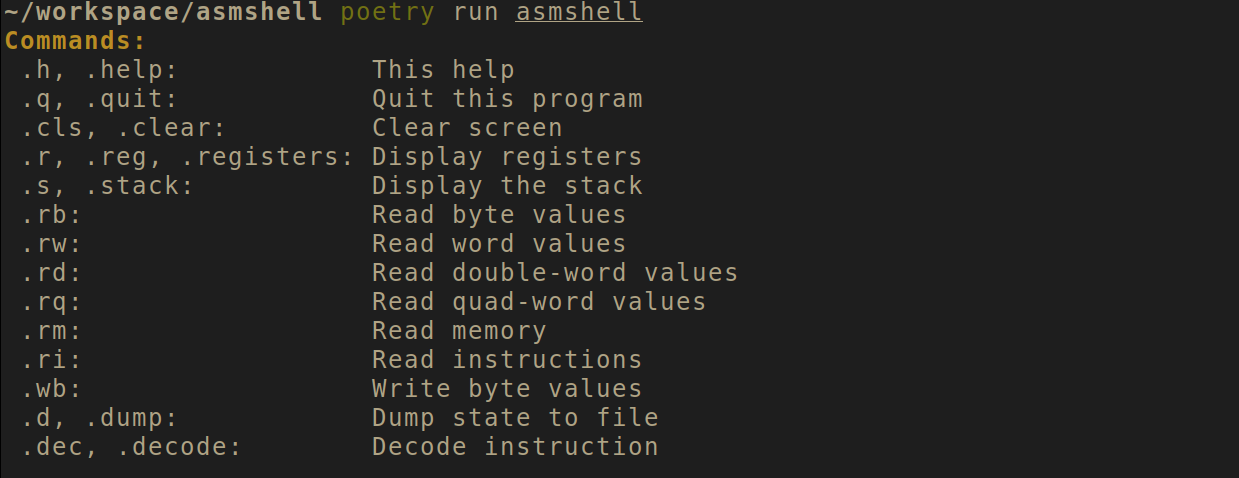 ~/workspace/asmshell poetry run asmshell
Commands:
.h, .help: This help
.q, .quit: Quit this program
.cls, .clear: Clear screen
.r, .reg, .registers: Display registers
.s, .stack: Display the stack
.rb: Read byte values
.rw: Read word values
.rd: Read double-word values
.rq: Read quad-word values
.rm: Read memory
.ri: Read instructions
.wb: Write byte values
.d, .dump: Dump state to file
.dec, .decode: Decode instruction